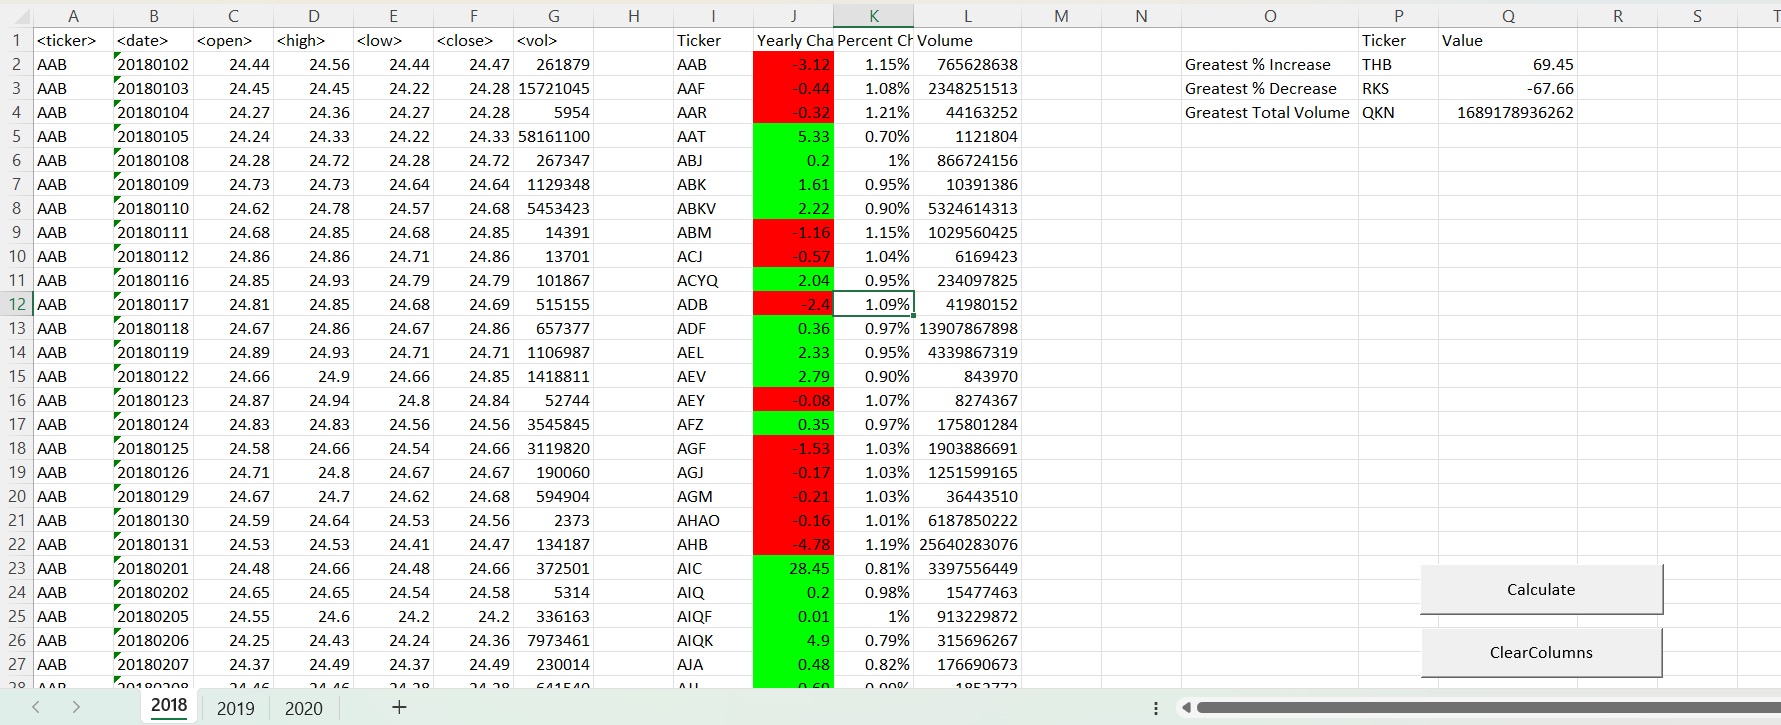 A B C D E F G H I J K L M N O P Q R S T
1 <ticker> <date> <open> <high> <low> <close> <vol> Ticker Yearly Cha Percent Ch Volume Ticker Value
2 AAB 20180102 24.44 24.56 24.44 24.47 261879 AAB -3.12 1.15% 765628638 Greatest % Increase THB 69.45
3 AAB 20180103 24.45 24.45 24.22 24.28 15721045 AAF -0.44 1.08% 2348251513 Greatest % Decrease RKS -67.66
4 AAB 20180104 24.27 24.36 24.27 24.28 5954 AAR -0.32 1.21% 44163252 Greatest Total Volume QKN 1689178936262
5 AAB 20180105 24.24 24.33 24.22 24.33 58161100 AAT 5.33 0.70% 1121804
6 AAB 20180108 24.28 24.72 24.28 24.72 267347 ABJ 0.2 1% 866724156
7 AAB 20180109 24.73 24.73 24.64 24.64 1129348 ABK 1.61 0.95% 10391386
8 AAB 20180110 24.62 24.78 24.57 24.68 5453423 ABKV 2.22 0.90% 5324614313
9 AAB 20180111 24.68 24.85 24.68 24.85 14391 ABM -1.16 1.15% 1029560425
10 AAB 20180112 24.86 24.86 24.71 24.86 13701 ACJ -0.57 1.04% 6169423
11 AAB 20180116 24.85 24.93 24.79 24.79 101867 ACYQ 2.04 0.95% 234097825
12 AAB 20180117 24.81 24.85 24.68 24.69 515155 ADB -2.4 1.09% 41980152
13 AAB 20180118 24.67 24.86 24.67 24.86 657377 ADF 0.36 0.97% 13907867898
14 AAB 20180119 24.89 24.93 24.71 24.71 1106987 AEL 2.33 0.95% 4339867319
15 AAB 20180122 24.66 24.9 24.66 24.85 1418811 AEV 2.79 0.90% 843970
16 AAB 20180123 24.87 24.94 24.8 24.84 52744 AEY -0.08 1.07% 8274367
17 AAB 20180124 24.83 24.83 24.56 24.56 3545845 AFZ 0.35 0.97% 175801284
18 AAB 20180125 24.58 24.66 24.54 24.66 3119820 AGF -1.53 1.03% 1903886691
19 AAB 20180126 24.71 24.8 24.67 24.67 190060 AGJ -0.17 1.03% 1251599165
20 AAB 20180129 24.67 24.7 24.62 24.68 594904 AGM -0.21 1.03% 36443510
21 AAB 20180130 24.59 24.64 24.53 24.56 2373 AHAO -0.16 1.01% 6187850222
22 AAB 20180131 24.53 24.53 24.41 24.47 134187 AHB -4.78 1.19% 25640283076
23 AAB 20180201 24.48 24.66 24.48 24.66 372501 AIC 28.45 0.81% 3397556449
24 AAB 20180202 24.65 24.65 24.54 24.58 5314 AIQ 0.2 0.98% 15477463
25 AAB 20180205 24.55 24.6 24.2 24.2 336163 AIQF 0.01 1% 913229872
26 AAB 20180206 24.25 24.43 24.24 24.36 7973461 AIQK 4.9 0.79% 315696267
27 AAB 20180207 24.37 24.49 24.37 24.49 230014 AJA 0.48 0.82% 176690673
Calculate
ClearColumns
2018 2019 2020 +